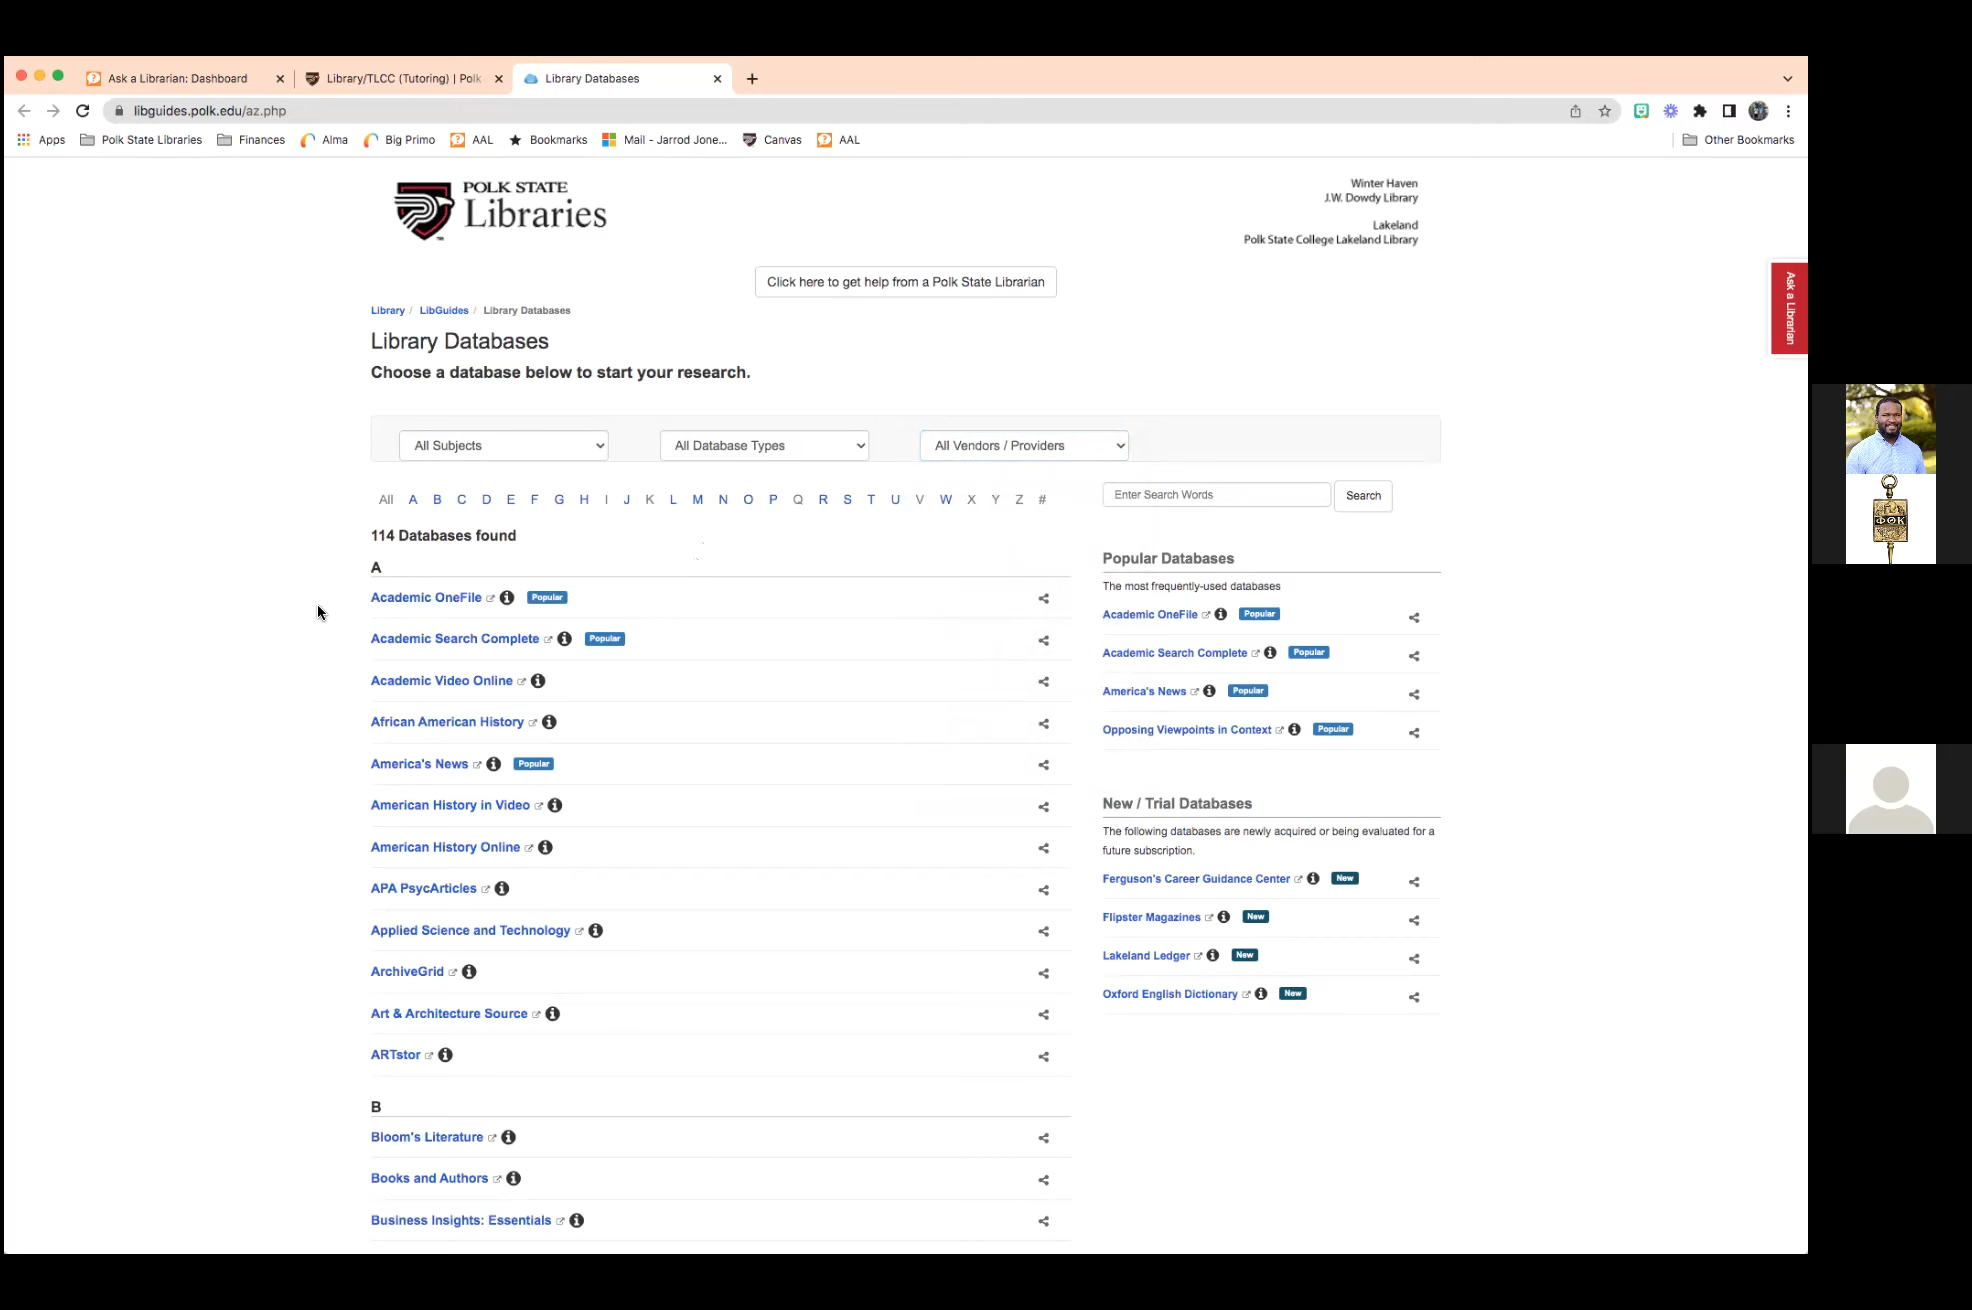 Ask a Librarian: Dashboard
Library/TLCC (Tutoring) | Polk
Library Databases
libguides.polk.edu/az.php
Apps Polk State Libraries Finances Alma Big Primo AAL Bookmarks Mail - Jarrod Jone... Canvas AAL Other Bookmarks
POLK STATE
Libraries
Winter Haven
J.W. Dowdy Library
Lakeland
Polk State College Lakeland Library
Click here to get help from a Polk State Librarian
Ask a Librarian
Library / LibGuides / Library Databases
Library Databases
Choose a database below to start your research.
All Subjects All Database Types All Vendors / Providers
All A B C D E F G H I J K L M N O P Q R S T U V W X Y Z #
Enter Search Words Search
114 Databases found
A
Academic OneFile Popular
Academic Search Complete Popular
Academic Video Online
African American History
America's News Popular
American History in Video
American History Online
APA PsycArticles
Applied Science and Technology
ArchiveGrid
Art & Architecture Source
ARTstor
B
Bloom's Literature
Books and Authors
Business Insights: Essentials
Popular Databases
The most frequently-used databases
Academic OneFile Popular
Academic Search Complete Popular
America's News Popular
Opposing Viewpoints in Context Popular
New / Trial Databases
The following databases are newly acquired or being evaluated for a
future subscription.
Ferguson's Career Guidance Center New
Flipster Magazines New
Lakeland Ledger New
Oxford English Dictionary New
ΦΘΚ